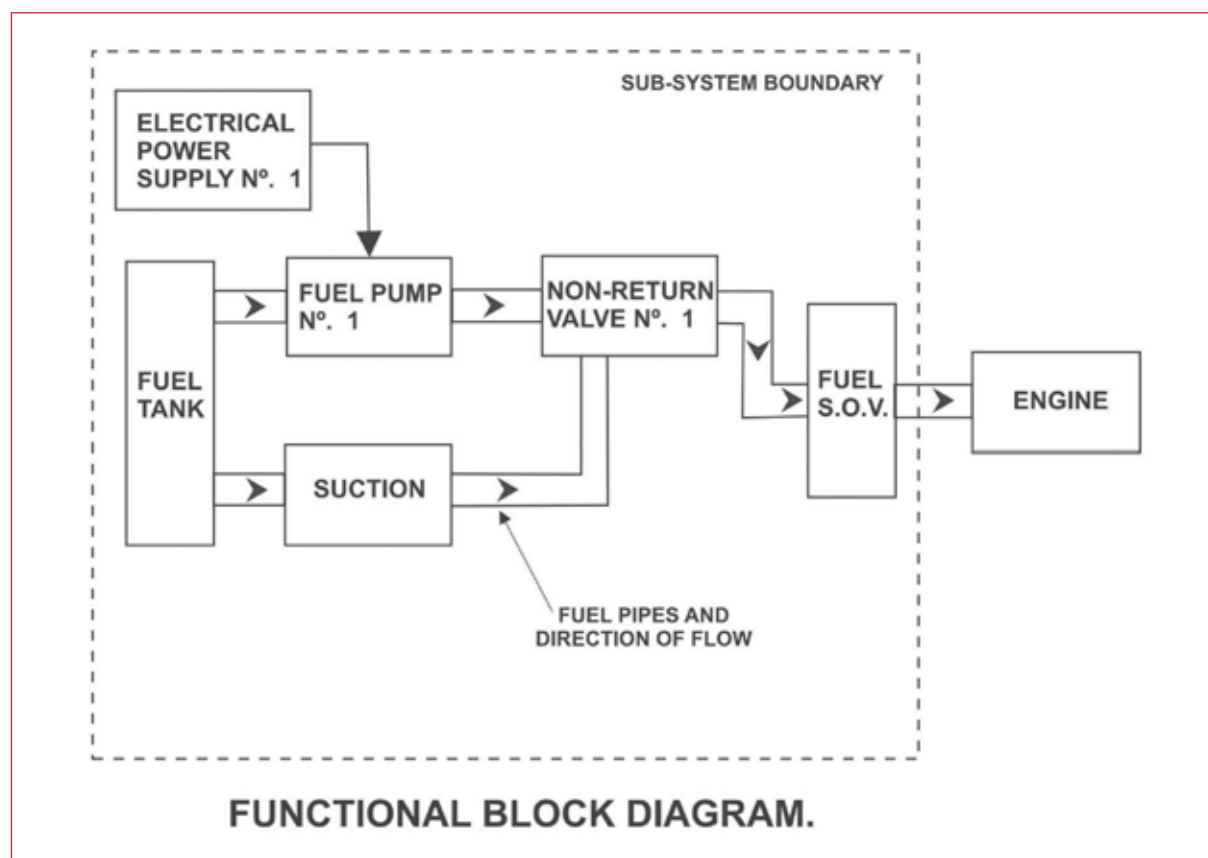 SUB-SYSTEM BOUNDARY
ELECTRICAL
POWER
SUPPLY Nº. 1
FUEL PUMP
Nº. 1
NON-RETURN
VALVE Nº. 1
FUEL
TANK
FUEL
S.O.V.
ENGINE
SUCTION
FUEL PIPES AND
DIRECTION OF FLOW
FUNCTIONAL BLOCK DIAGRAM.